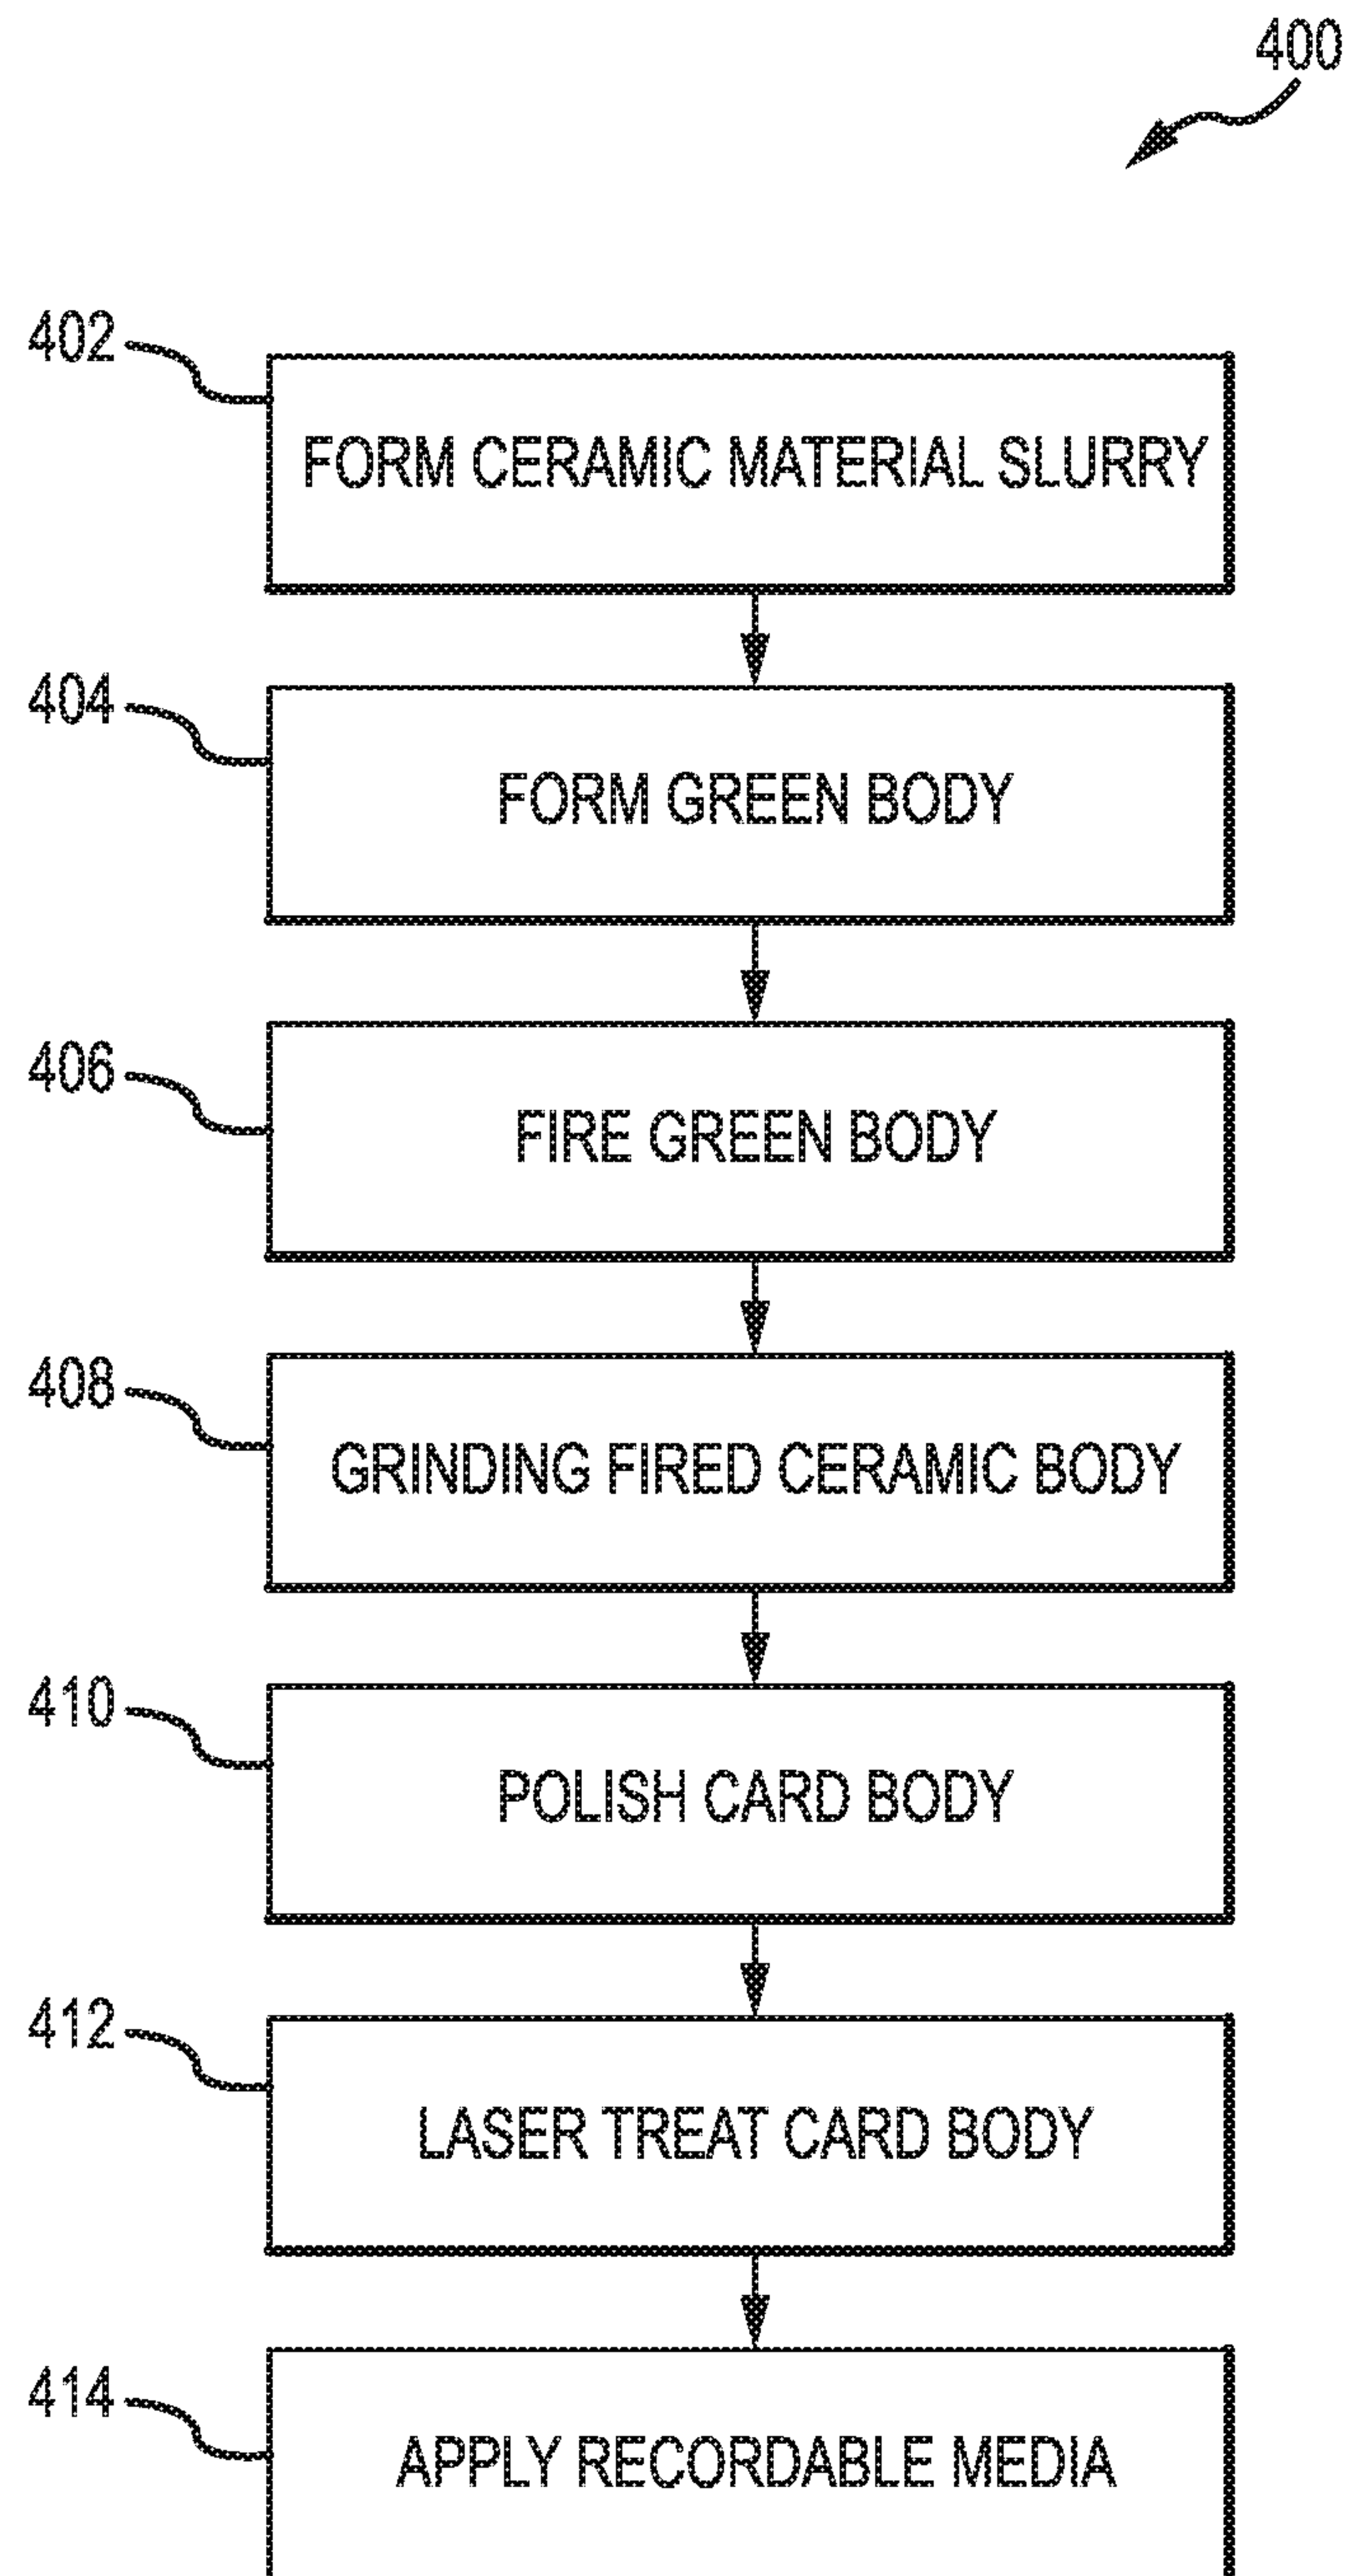 400
402
FORM CERAMIC MATERIAL SLURRY
404
FORM GREEN BODY
406
FIRE GREEN BODY
408
GRINDING FIRED CERAMIC BODY
410
POLISH CARD BODY
412
LASER TREAT CARD BODY
414
APPLY RECORDABLE MEDIA